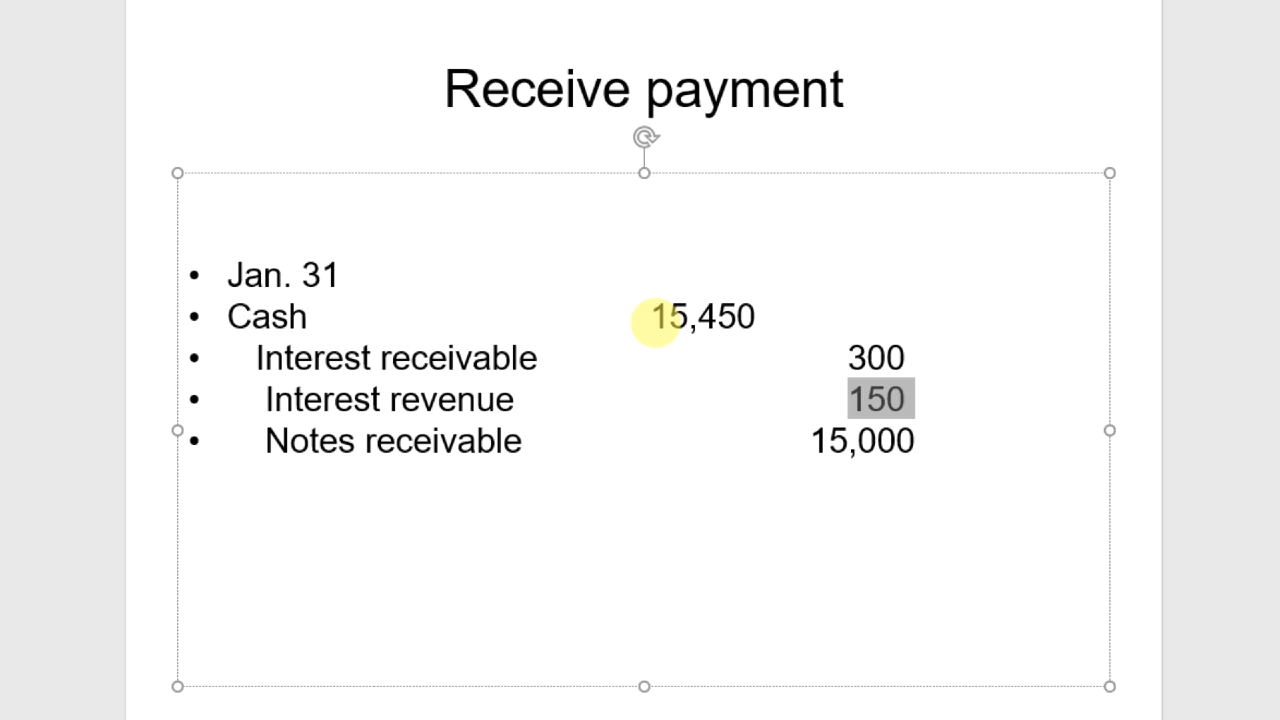 Receive payment
• Jan. 31
• Cash 15,450
• Interest receivable 300
• Interest revenue 150
• Notes receivable 15,000